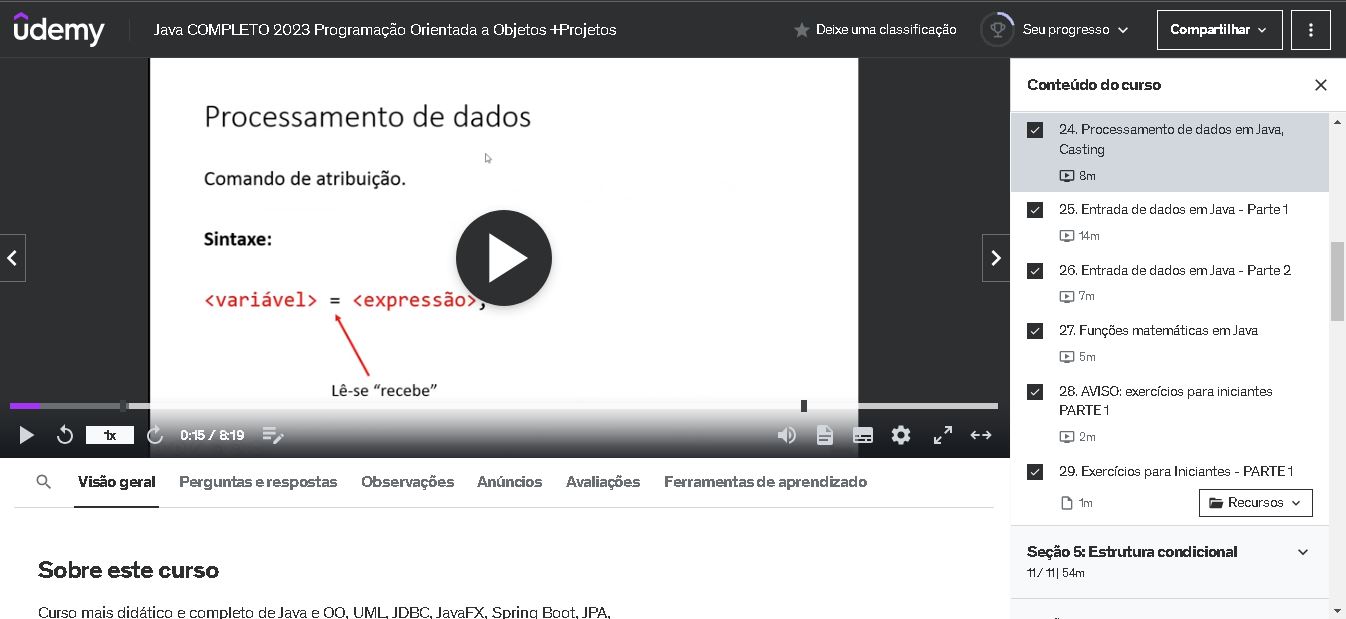 udemy
Java COMPLETO 2023 Programação Orientada a Objetos +Projetos
Deixe uma classificação
Seu progresso
Compartilhar
Processamento de dados
Comando de atribuição.
Sintaxe:
<variável> = <expressão>;
Lê-se “recebe”
1x
0:15 / 8:19
Conteúdo do curso
24. Processamento de dados em Java,
Casting
8m
25. Entrada de dados em Java - Parte 1
14m
26. Entrada de dados em Java - Parte 2
7m
27. Funções matemáticas em Java
5m
28. AVISO: exercícios para iniciantes
PARTE 1
2m
29. Exercícios para Iniciantes - PARTE 1
1m
Recursos
Seção 5: Estrutura condicional
11 / 11 | 54m
Visão geral
Perguntas e respostas
Observações
Anúncios
Avaliações
Ferramentas de aprendizado
Sobre este curso
Curso mais didático e completo de Java e OO, UML, JDBC, JavaFX, Spring Boot, JPA,